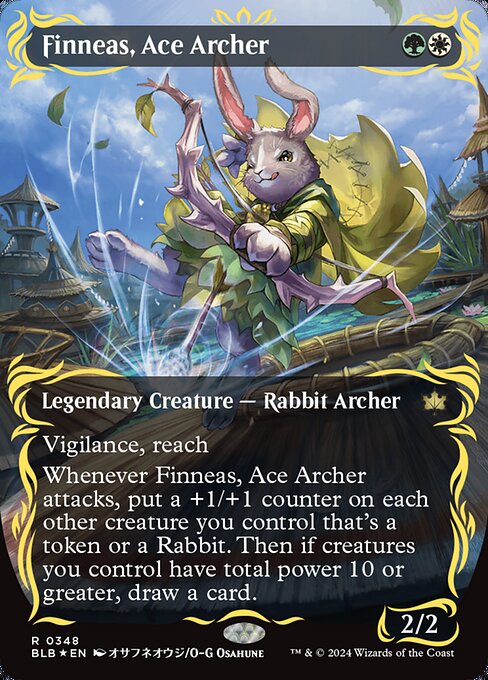 Finneas, Ace Archer
Legendary Creature — Rabbit Archer
Vigilance, reach
Whenever Finneas, Ace Archer
attacks, put a +1/+1 counter on each
other creature you control that's a
token or a Rabbit. Then if creatures
you control have total power 10 or
greater, draw a card.
2/2
R 0348
BLB ★ EN オサフネオウジ/O-G Osahune
™ & © 2024 Wizards of the Coast